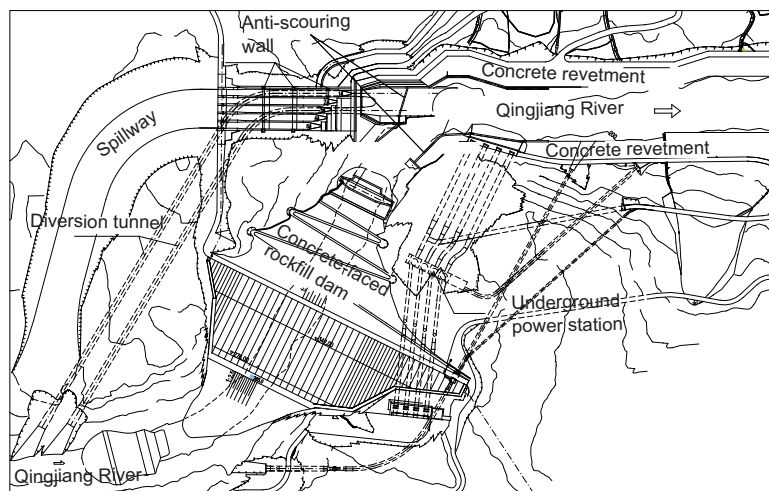 Anti-scouring
wall
Concrete revetment
Qingjiang River
Concrete revetment
Spillway
Diversion tunnel
Concrete-faced
rockfill dam
Underground
power station
Qingjiang River